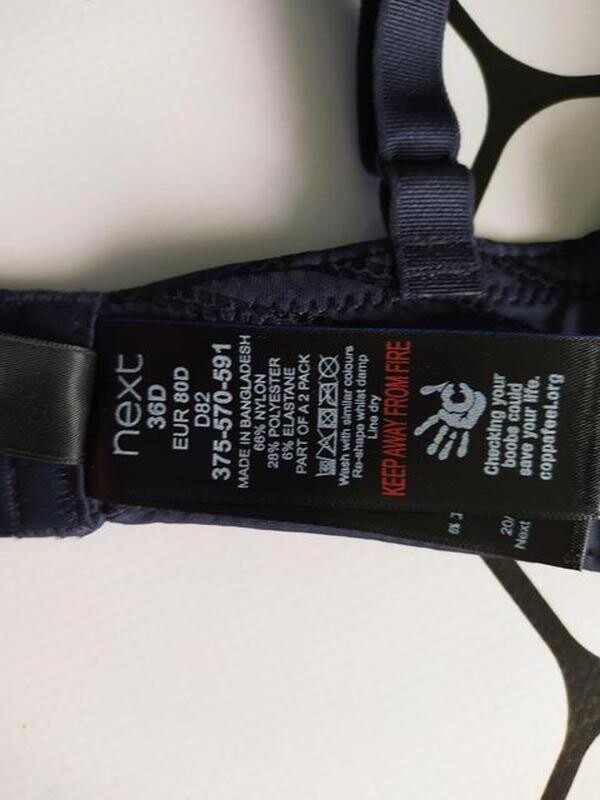 next
36D
EUR 80D
D82
375-570-591
MADE IN BANGLADESH
66% NYLON
28% POLYESTER
6% ELASTANE
PART OF A 2 PACK
Wash with similar colours
Re-shape whilst damp
Line dry
KEEP AWAY FROM FIRE
Checking your
boobs could
save your life.
coppafeel.org
20/
Next